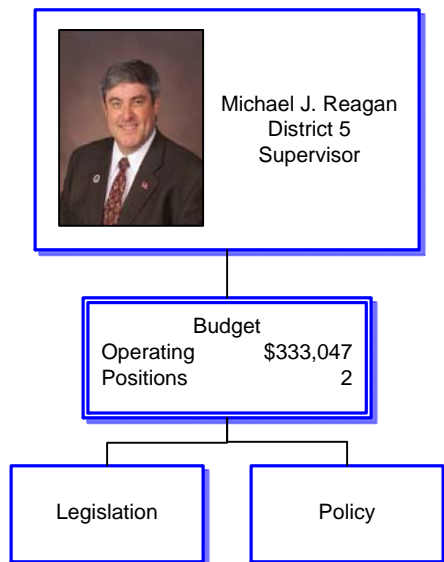 Michael J. Reagan
District 5
Supervisor
Budget
Operating $333,047
Positions 2
Legislation
Policy